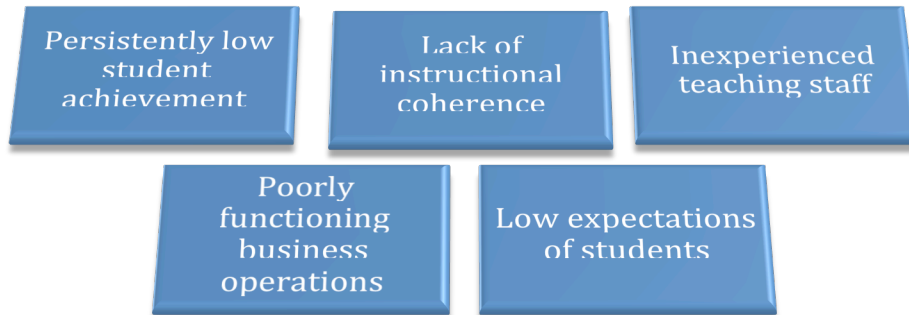 Persistently low
student
achievement
Lack of
instructional
coherence
Inexperienced
teaching staff
Poorly
functioning
business
operations
Low expectations
of students